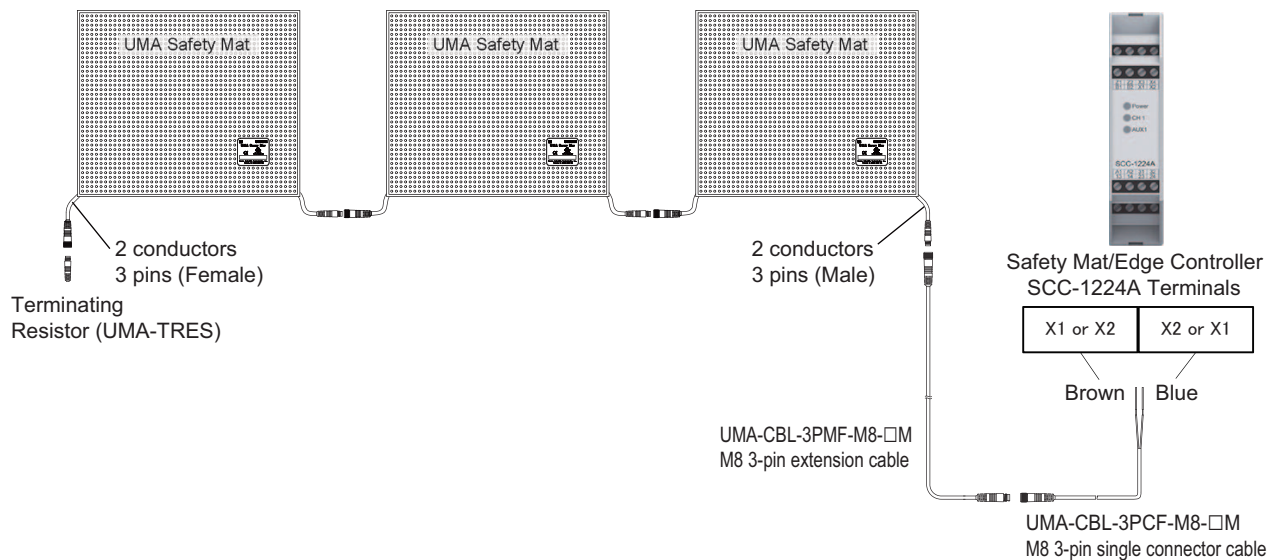 UMA Safety Mat
UMA Safety Mat
UMA Safety Mat
Power
CH 1
AUX1
SCC-1224A
2 conductors
3 pins (Female)
Terminating
Resistor (UMA-TRES)
2 conductors
3 pins (Male)
Safety Mat/Edge Controller
SCC-1224A Terminals
X1 or X2
X2 or X1
Brown
Blue
UMA-CBL-3PMF-M8-□M
M8 3-pin extension cable
UMA-CBL-3PCF-M8-□M
M8 3-pin single connector cable